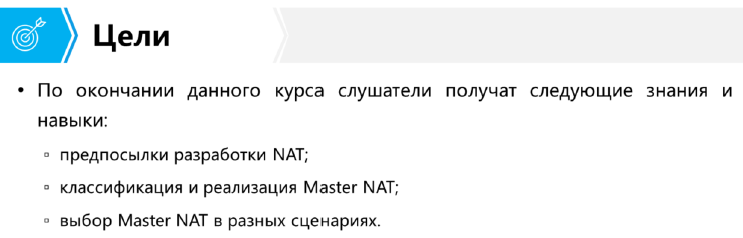 Цели
• По окончании данного курса слушатели получат следующие знания и
навыки:
▫ предпосылки разработки NAT;
▫ классификация и реализация Master NAT;
▫ выбор Master NAT в разных сценариях.